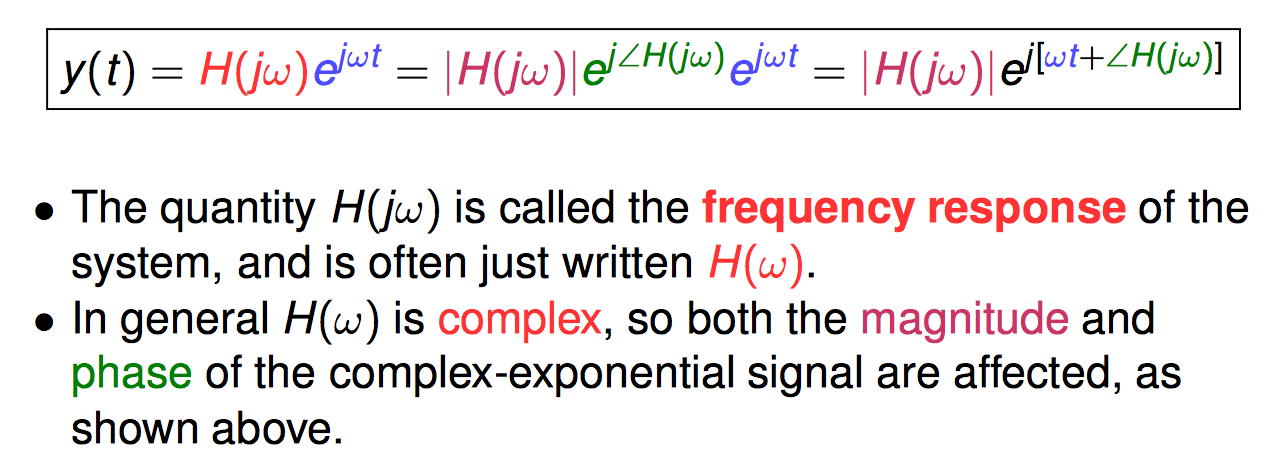 y(t) = H(jω)e^{jωt} = |H(jω)|e^{j∠H(jω)}e^{jωt} = |H(jω)|e^{j[ωt+∠H(jω)]}
• The quantity H(jω) is called the frequency response of the
system, and is often just written H(ω).
• In general H(ω) is complex, so both the magnitude and
phase of the complex-exponential signal are affected, as
shown above.